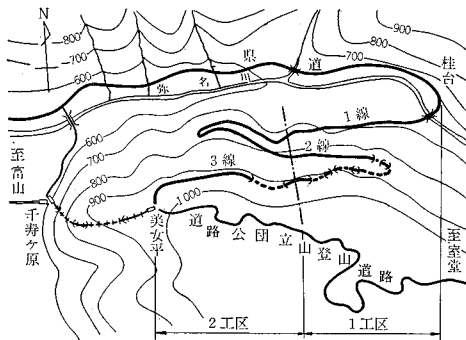 N
800
700
600
県道
弥名川
900
800
700
桂台
1線
600
700
800
900
2線
3線
1000
至富山
千寿ヶ原
美女平
道路公団立山登山道路
至室堂
2工区
1工区